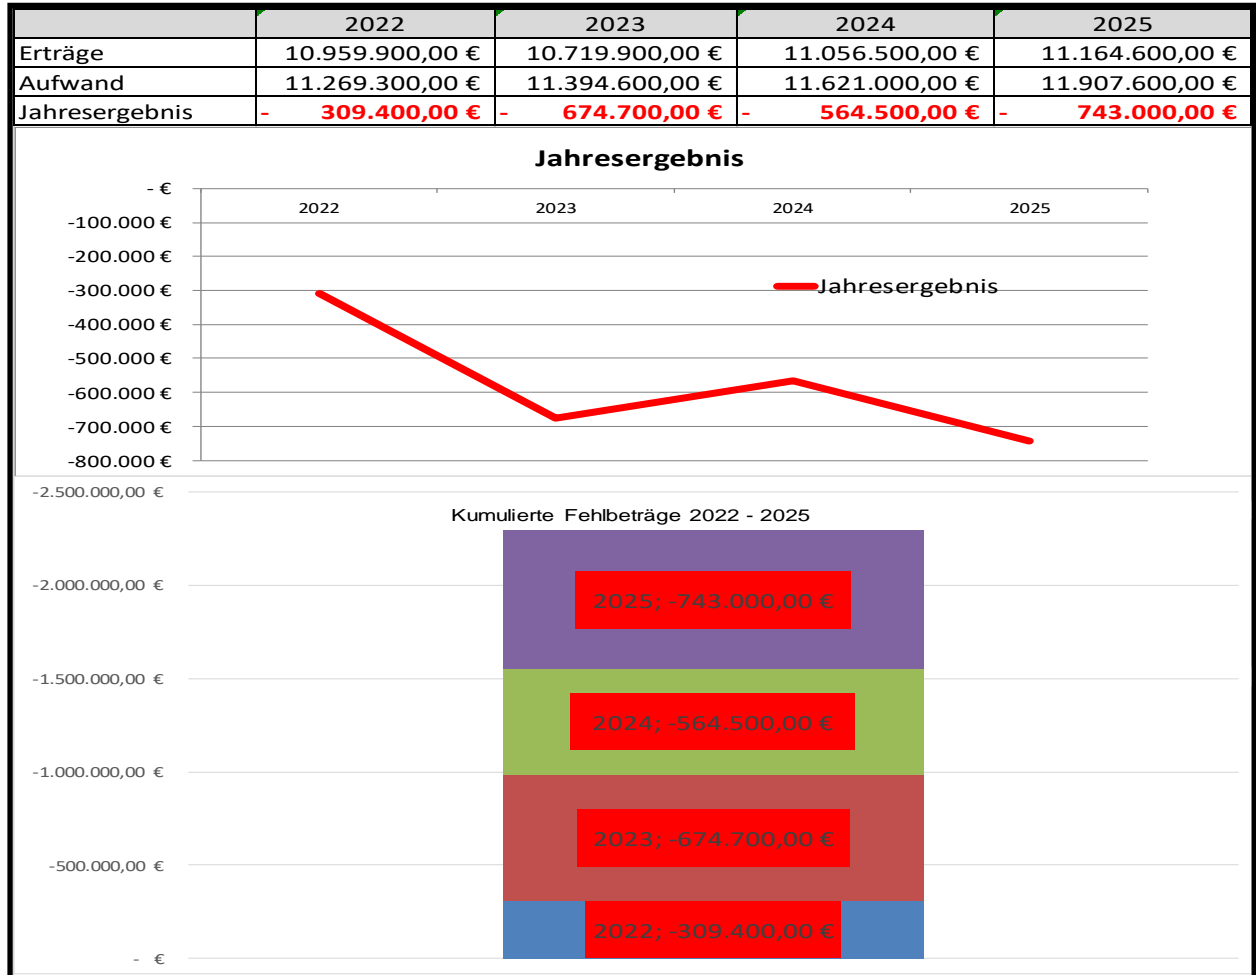 2022 2023 2024 2025
Erträge 10.959.900,00 € 10.719.900,00 € 11.056.500,00 € 11.164.600,00 €
Aufwand 11.269.300,00 € 11.394.600,00 € 11.621.000,00 € 11.907.600,00 €
Jahresergebnis - 309.400,00 € - 674.700,00 € - 564.500,00 € - 743.000,00 €
Jahresergebnis
- €
2022 2023 2024 2025
-100.000 €
-200.000 €
-300.000 €
Jahresergebnis
-400.000 €
-500.000 €
-600.000 €
-700.000 €
-800.000 €
-2.500.000,00 €
Kumulierte Fehlbeträge 2022 - 2025
-2.000.000,00 €
2025; -743.000,00 €
-1.500.000,00 €
2024; -564.500,00 €
-1.000.000,00 €
2023; -674.700,00 €
-500.000,00 €
2022; -309.400,00 €
- €